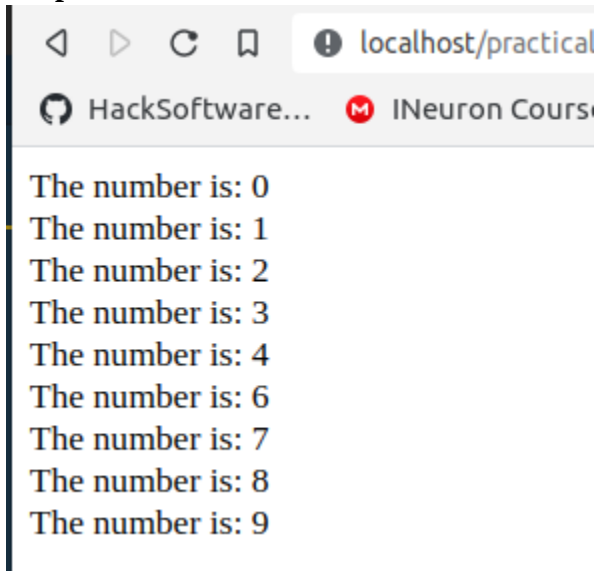 localhost/practical
HackSoftware... INeuron Cours
The number is: 0
The number is: 1
The number is: 2
The number is: 3
The number is: 4
The number is: 6
The number is: 7
The number is: 8
The number is: 9